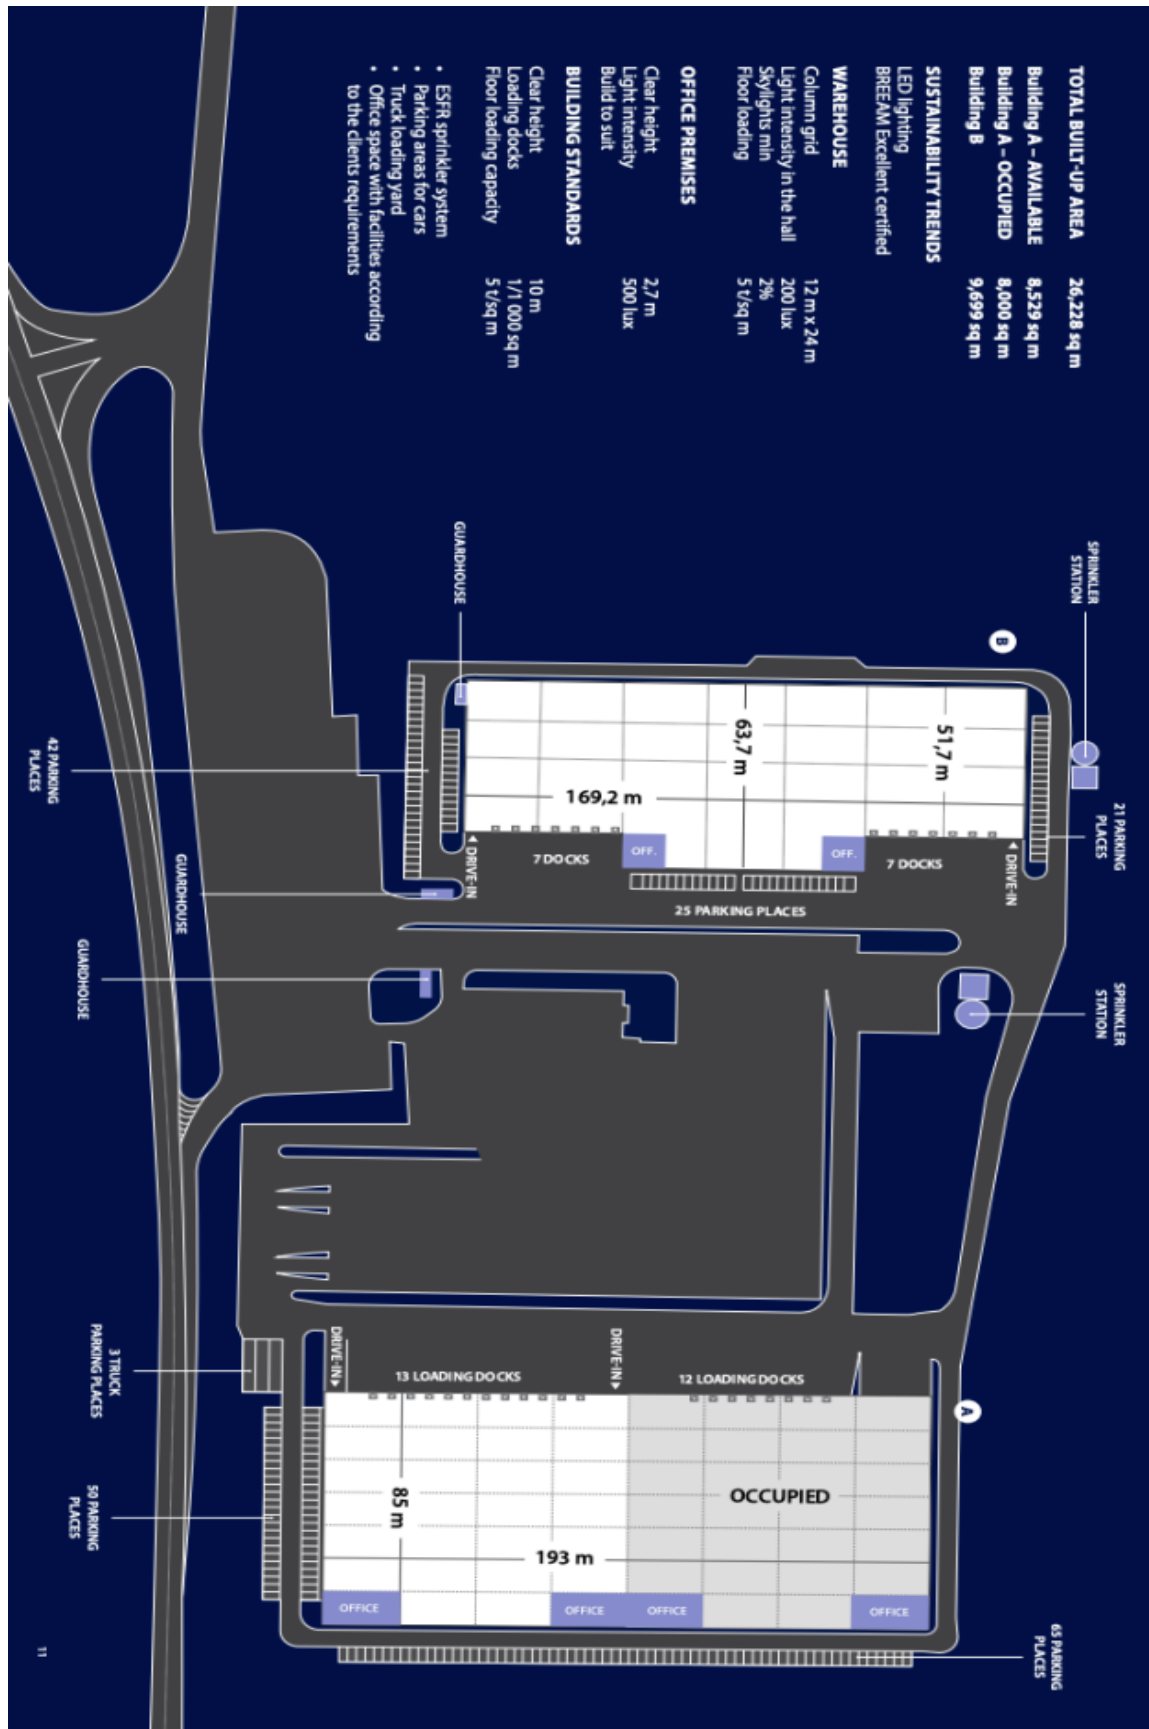 TOTAL BUILT-UP AREA 26,228 sq m
Building A – AVAILABLE 8,529 sq m
Building A – OCCUPIED 8,000 sq m
Building B 9,699 sq m
SUSTAINABILITY TRENDS
LED lighting
BREEAM Excellent certified
WAREHOUSE
Column grid 12 m x 24 m
Light intensity in the hall 200 lux
Skylights min 2%
Floor loading 5 t/sq m
OFFICE PREMISES
Clear height 2,7 m
Light intensity 500 lux
Build to suit
BUILDING STANDARDS
Clear height 10 m
Loading docks 1/1 000 sq m
Floor loading capacity 5 t/sq m
• ESFR sprinkler system
• Parking areas for cars
• Truck loading yard
• Office space with facilities according
to the clients requirements
SPRINKLER
STATION
B
GUARDHOUSE
51,7 m
63,7 m
169,2 m
42 PARKING
PLACES
21 PARKING
PLACES
DRIVE-IN
7 DOCKS
OFF.
OFF.
7 DOCKS
DRIVE-IN
25 PARKING PLACES
GUARDHOUSE
GUARDHOUSE
SPRINKLER
STATION
3 TRUCK
PARKING PLACES
DRIVE-IN
13 LOADING DOCKS
DRIVE-IN
12 LOADING DOCKS
A
85 m
OCCUPIED
193 m
50 PARKING
PLACES
OFFICE
OFFICE
OFFICE
OFFICE
65 PARKING
PLACES
11